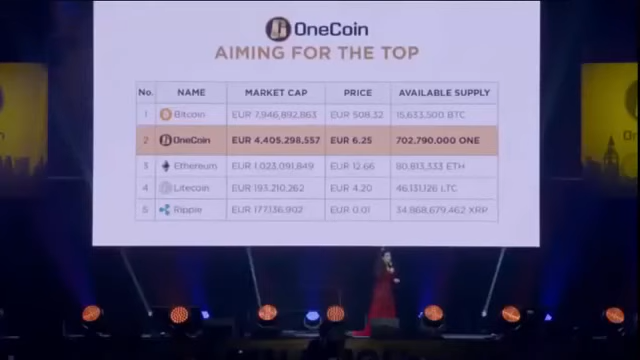 OneCoin
AIMING FOR THE TOP
No. NAME MARKET CAP PRICE AVAILABLE SUPPLY
1 Bitcoin EUR 7,946,892,863 EUR 508.32 15,633,500 BTC
2 OneCoin EUR 4,405,298,557 EUR 6.25 702.790.000 ONE
3 Ethereum EUR 1,023,091,849 EUR 12.66 80,813,333 ETH
4 Litecoin EUR 193,210,262 EUR 4.20 46,131,126 LTC
5 Ripple EUR 177,136,902 EUR 0.01 34,868,679,462 XRP